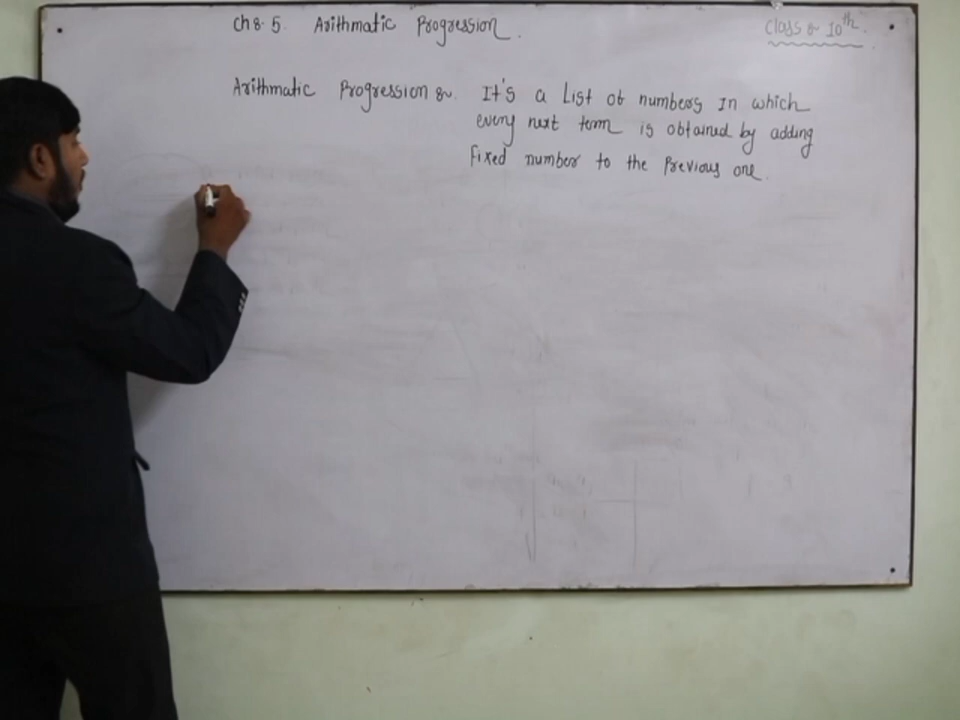 Ch :- 5. Arithmatic Progression.
Class :- 10th.
Arithmatic Progression :- It's a List of numbers In which
every next term is obtained by adding
fixed number to the Previous one.